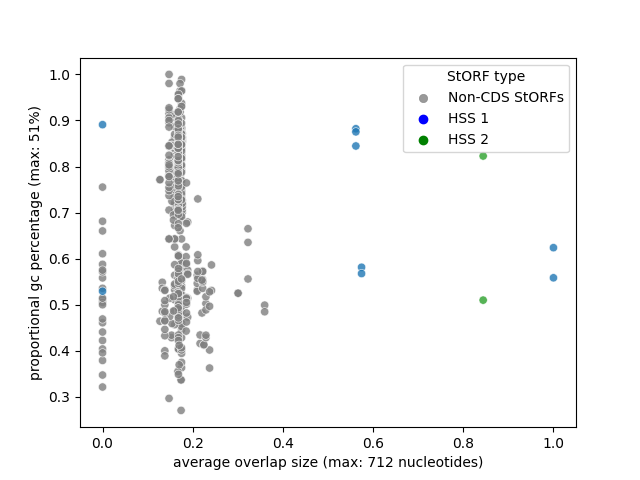 StORF type
Non-CDS StORFs
HSS 1
HSS 2
proportional gc percentage (max: 51%)
1.0
0.9
0.8
0.7
0.6
0.5
0.4
0.3
0.0 0.2 0.4 0.6 0.8 1.0
average overlap size (max: 712 nucleotides)